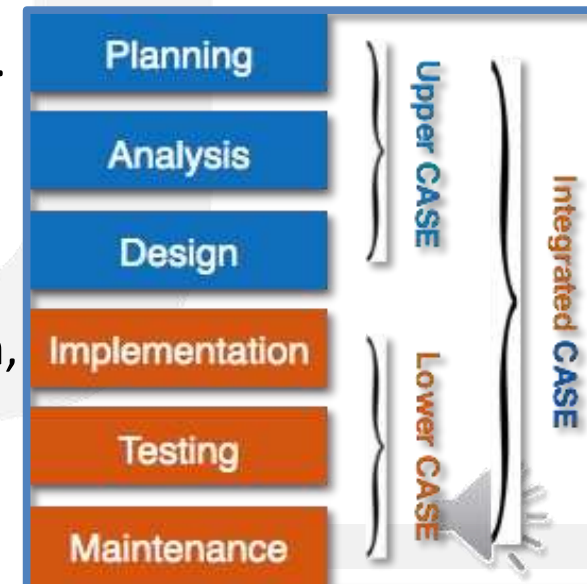 Planning
Analysis
Design
Implementation
Testing
Maintenance
Upper CASE
Lower CASE
Integrated CASE